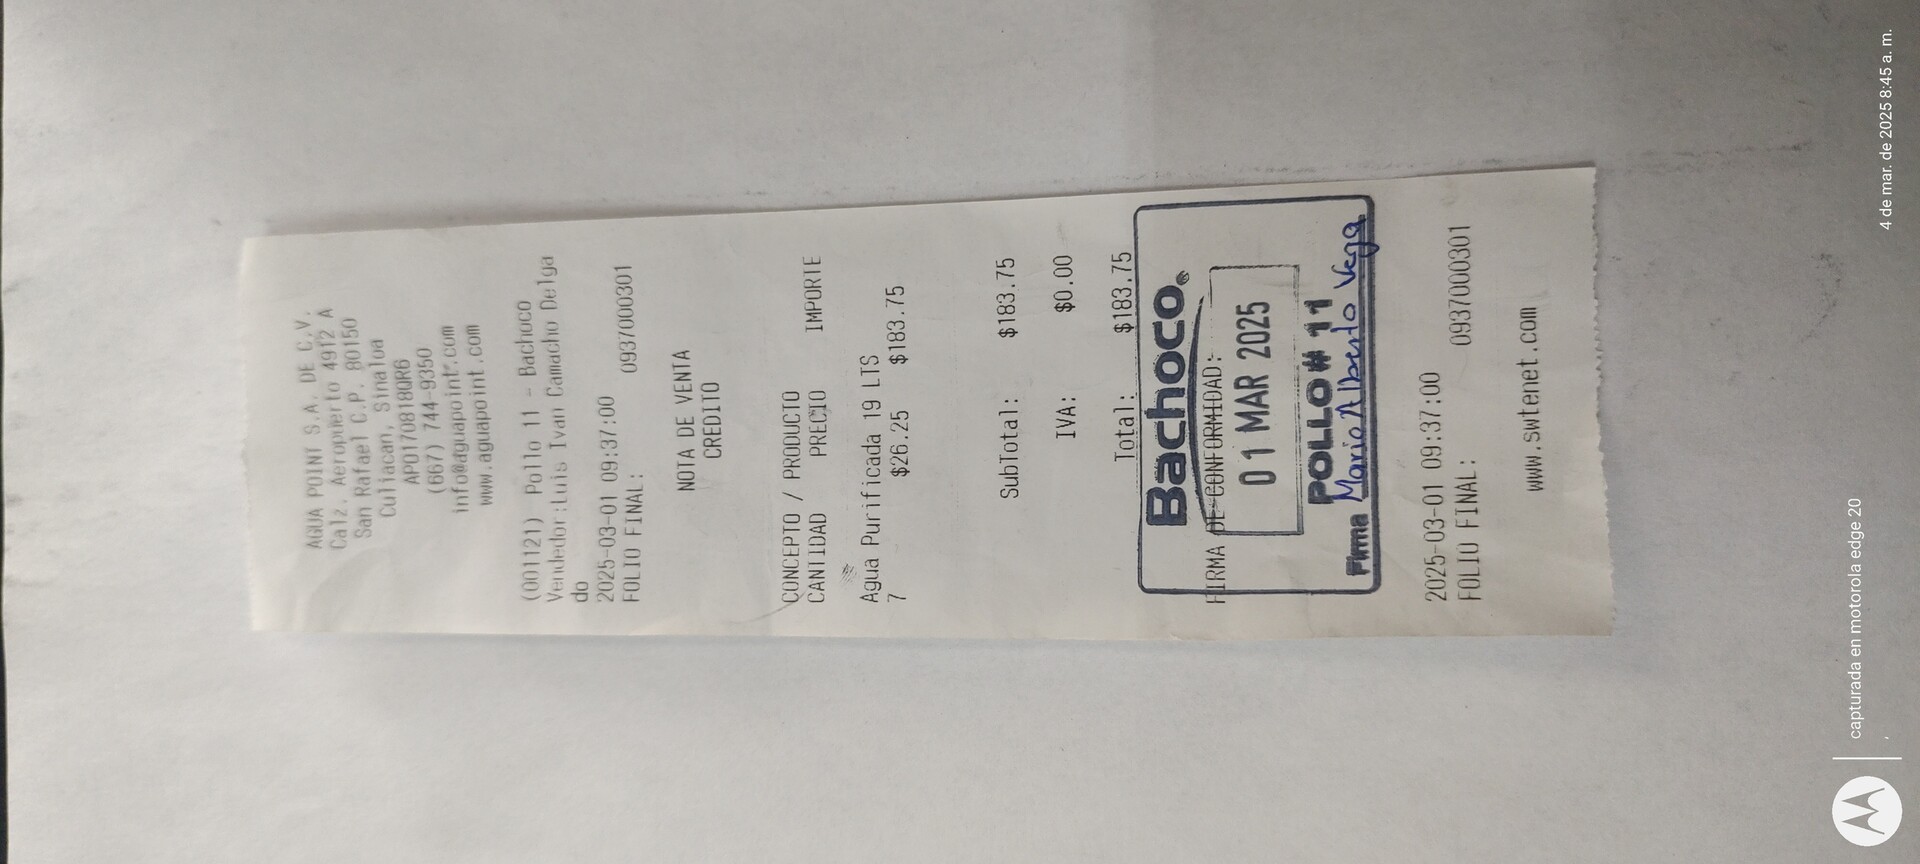 AGUA POINT S.A. DE C.V.
Calz. Aeropuerto 4912 A
San Rafael C.P. 80150
Culiacan, Sinaloa
APO170818QR6
(667) 744-9350
info@aguapoint.com
www.aguapoint.com
(001121) Pollo 11 - Bachoco
Vendedor:Luis Ivan Camacho Delga
do
2025-03-01 09:37:00
FOLIO FINAL: 0937000301
NOTA DE VENTA
CREDITO
CONCEPTO / PRODUCTO
CANTIDAD PRECIO IMPORTE
Agua Purificada 19 LTS
7 $26.25 $183.75
SubTotal: $183.75
IVA: $0.00
Total: $183.75
Bachoco®
FIRMA DE CONFORMIDAD:
01 MAR 2025
POLLO # 11
Firma Mario Alberto Vega
2025-03-01 09:37:00
FOLIO FINAL: 0937000301
www.swtenet.com
capturada en motorola edge 20
4 de mar. de 2025 8:45 a. m.